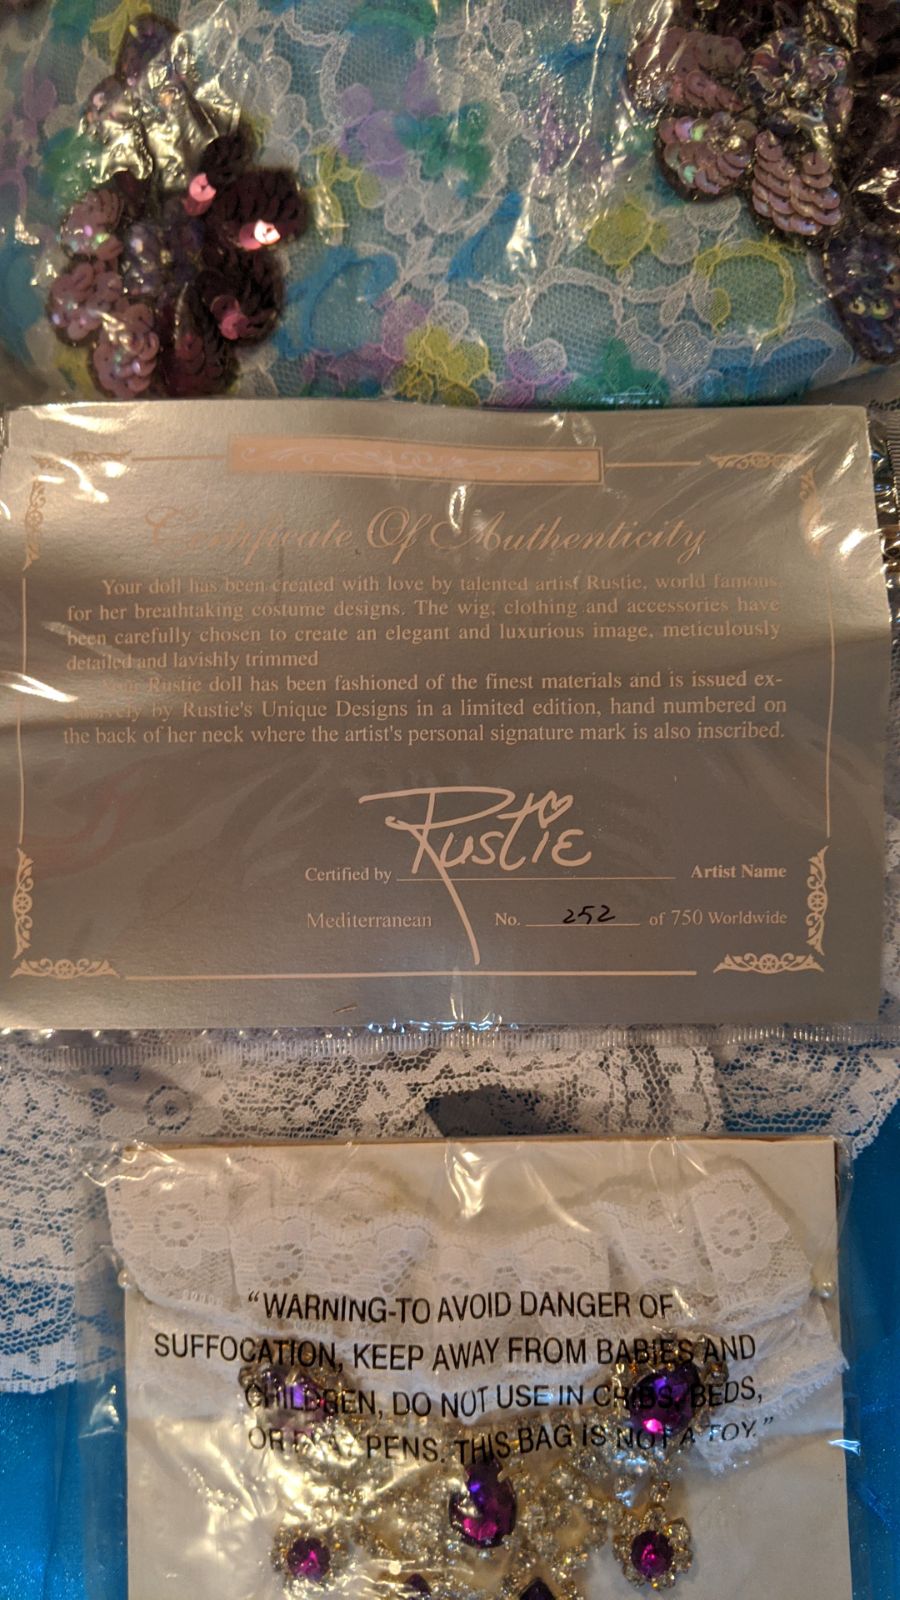 Certificate Of Authenticity
Your doll has been created with love by talented artist Rustie, world famous
for her breathtaking costume designs. The wig, clothing and accessories have
been carefully chosen to create an elegant and luxurious image, meticulously
detailed and lavishly trimmed
Your Rustie doll has been fashioned of the finest materials and is issued ex-
clusively by Rustie's Unique Designs in a limited edition, hand numbered on
the back of her neck where the artist's personal signature mark is also inscribed.
Rustie
Certified by Artist Name
Mediterranean No. 252 of 750 Worldwide
"WARNING-TO AVOID DANGER OF
SUFFOCATION, KEEP AWAY FROM BABIES AND
CHILDREN, DO NOT USE IN CRIBS, BEDS,
OR PLAY PENS. THIS BAG IS NOT A TOY."